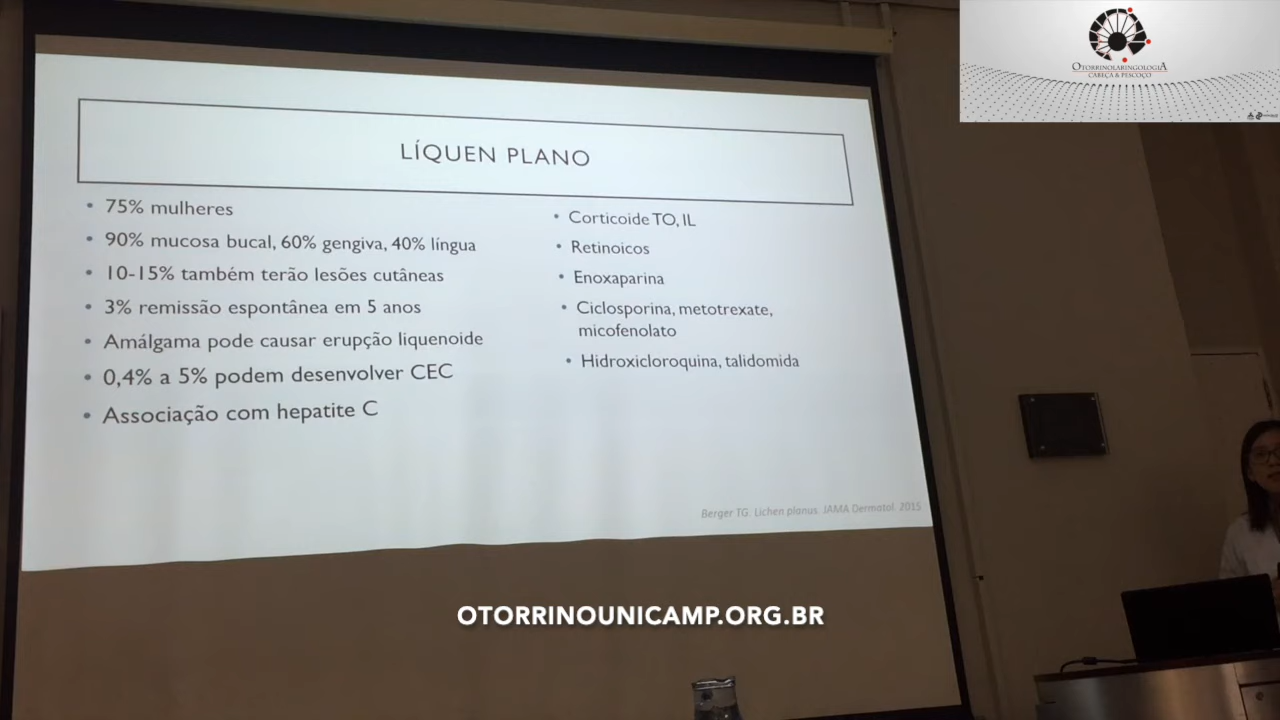 OTORRINOLARINGOLOGIA
CABEÇA & PESCOÇO
LÍQUEN PLANO
• 75% mulheres
• 90% mucosa bucal, 60% gengiva, 40% língua
• 10-15% também terão lesões cutâneas
• 3% remissão espontânea em 5 anos
• Amálgama pode causar erupção liquenoide
• 0,4% a 5% podem desenvolver CEC
• Associação com hepatite C
• Corticoide TO, IL
• Retinoicos
• Enoxaparina
• Ciclosporina, metotrexate,
micofenolato
• Hidroxicloroquina, talidomida
Berger TG. Lichen planus. JAMA Dermatol. 2015
OTORRINOUNICAMP.ORG.BR